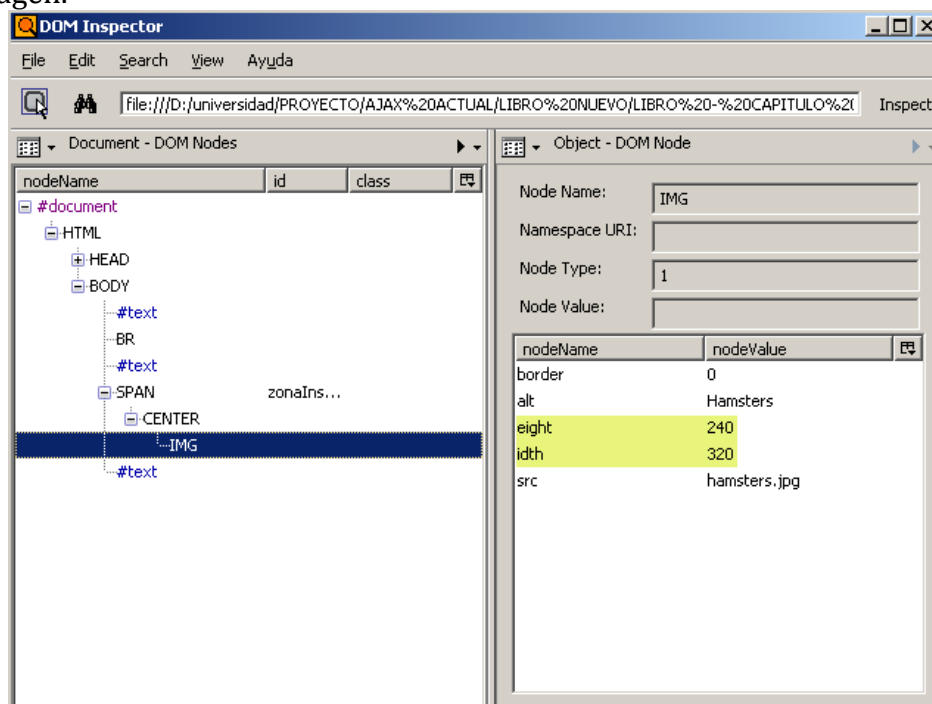 agen.
DOM Inspector
File Edit Search View Ayuda
file:///D:/universidad/PROYECTO/AJAX%20ACTUAL/LIBRO%20NUEVO/LIBRO%20-%20CAPITULO%20( Inspect
Document - DOM Nodes
nodeName id class
#document
HTML
HEAD
BODY
#text
BR
#text
SPAN zonaIns...
CENTER
IMG
#text
Object - DOM Node
Node Name: IMG
Namespace URI:
Node Type: 1
Node Value:
nodeName nodeValue
border 0
alt Hamsters
eight 240
idth 320
src hamsters.jpg